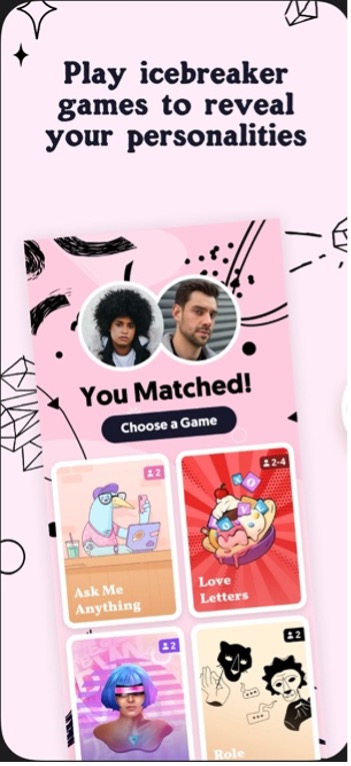 Play icebreaker
games to reveal
your personalities
You Matched!
Choose a Game
2
2-4
Ask Me
Anything
Love
Letters
2
2
Role